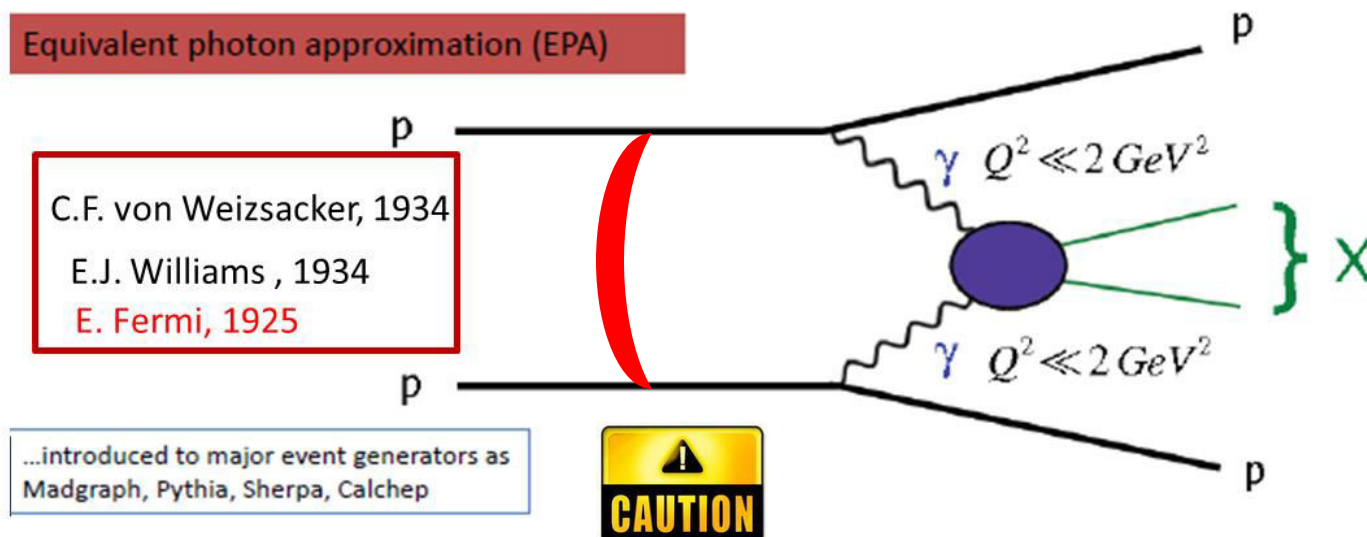 Equivalent photon approximation (EPA)
p
p
γ Q² ≪ 2 GeV²
C.F. von Weizsacker, 1934
E.J. Williams , 1934
E. Fermi, 1925
} X
γ Q² ≪ 2 GeV²
p
p
...introduced to major event generators as
Madgraph, Pythia, Sherpa, Calchep
!
CAUTION